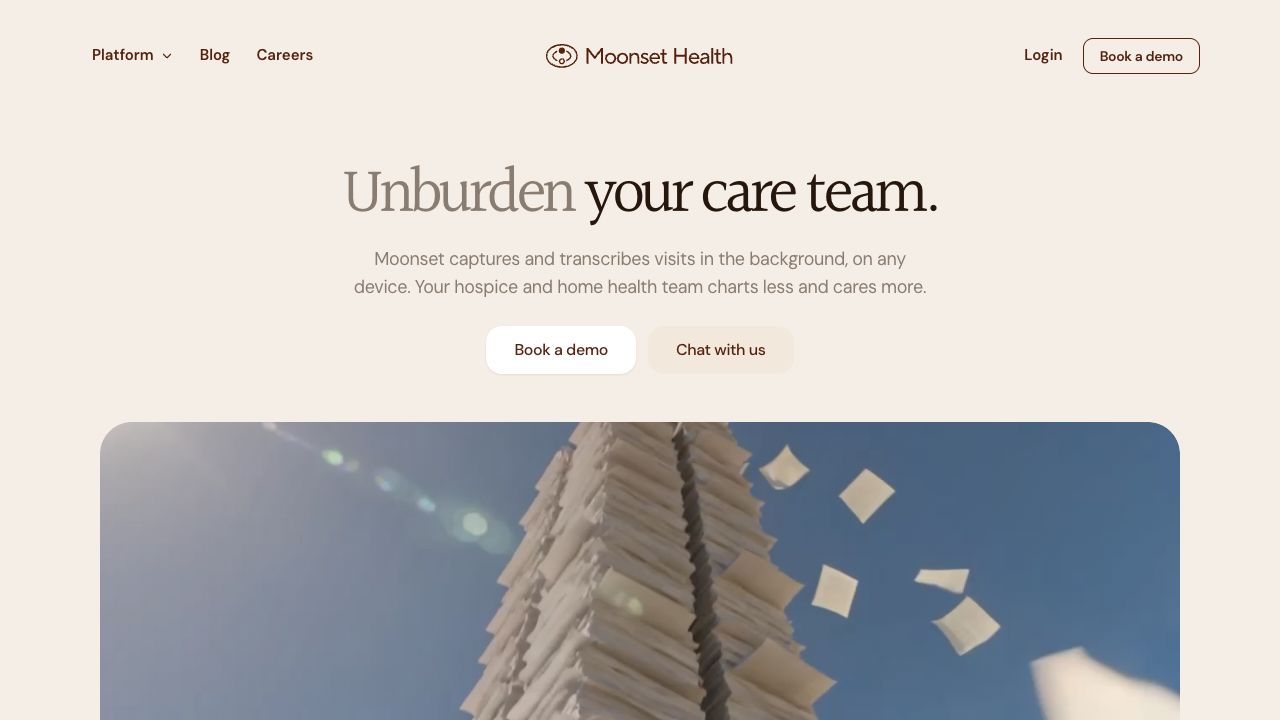 Platform
Blog
Careers
Moonset Health
Login
Book a demo
Unburden your care team.
Moonset captures and transcribes visits in the background, on any
device. Your hospice and home health team charts less and cares more.
Book a demo
Chat with us